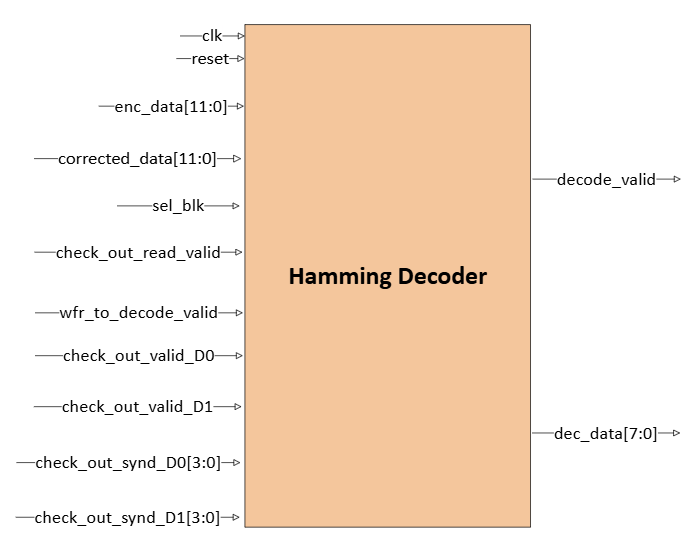 clk
reset
enc_data[11:0]
corrected_data[11:0]
decode_valid
sel_blk
check_out_read_valid
Hamming Decoder
wfr_to_decode_valid
check_out_valid_D0
check_out_valid_D1
dec_data[7:0]
check_out_synd_D0[3:0]
check_out_synd_D1[3:0]